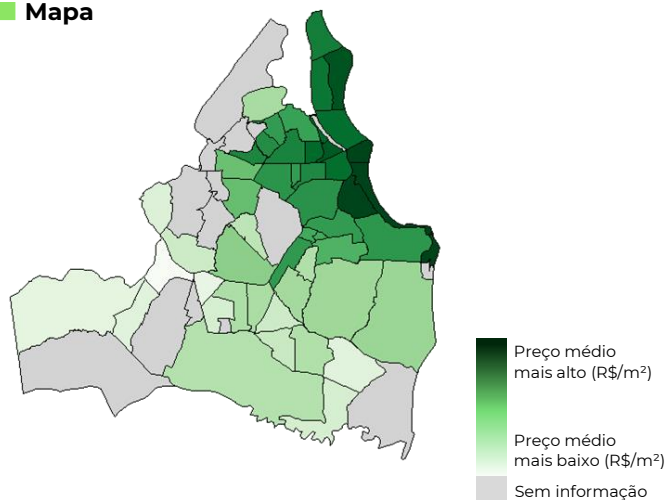 Mapa
Preço médio
mais alto (R$/m²)
Preço médio
mais baixo (R$/m²)
Sem informação